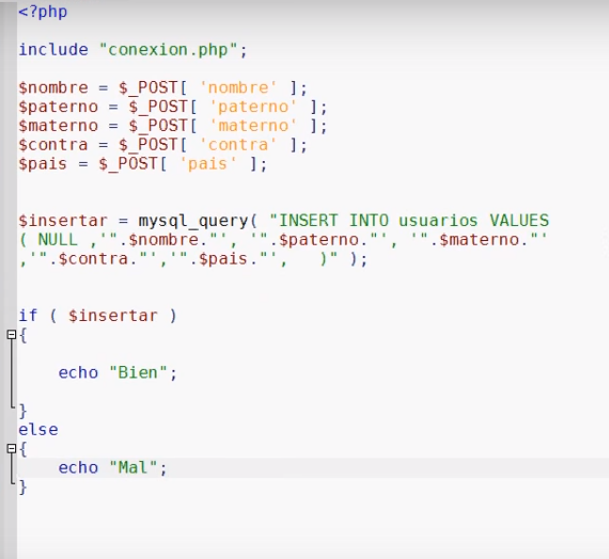 <?php
include "conexion.php";
$nombre = $_POST[ 'nombre' ];
$paterno = $_POST[ 'paterno' ];
$materno = $_POST[ 'materno' ];
$contra = $_POST[ 'contra' ];
$pais = $_POST[ 'pais' ];
$insertar = mysql_query( "INSERT INTO usuarios VALUES
( NULL ,'".$nombre."', '".$paterno."', '".$materno."'
,'".$contra."','".$pais."',   )" );
if ( $insertar )
{
    echo "Bien";
}
else
{
    echo "Mal";
}